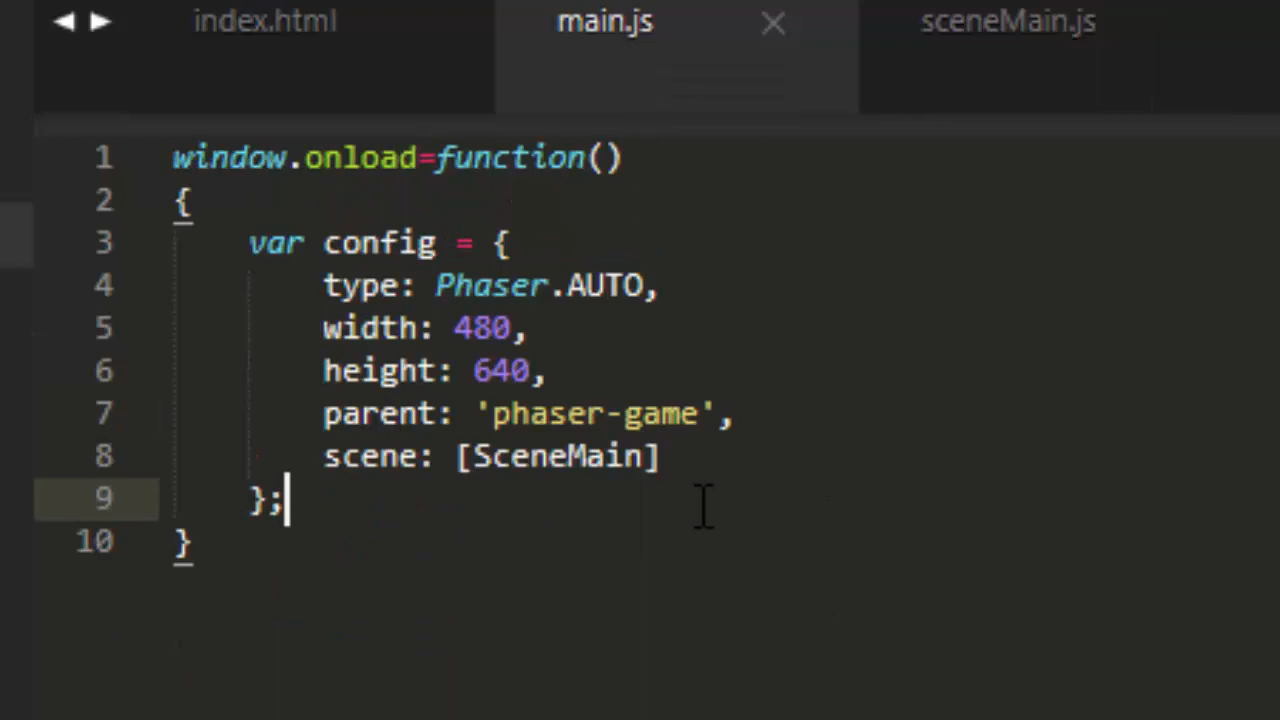 index.html main.js sceneMain.js
1 window.onload=function()
2 {
3 var config = {
4 type: Phaser.AUTO,
5 width: 480,
6 height: 640,
7 parent: 'phaser-game',
8 scene: [SceneMain]
9 };
10 }